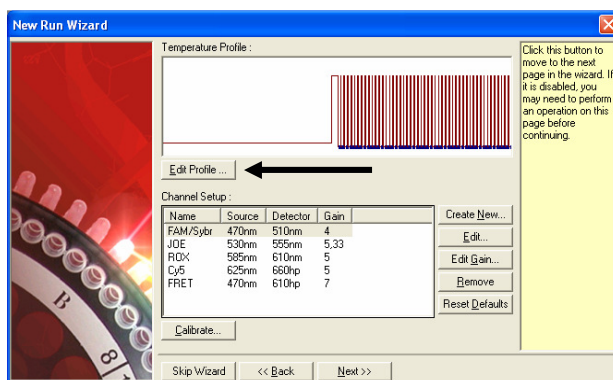 New Run Wizard
Temperature Profile :
Click this button to
move to the next
page in the wizard. If
it is disabled, you
may need to perform
an operation on this
page before
continuing.
Edit Profile ...
Channel Setup :
Name Source Detector Gain
FAM/Sybr 470nm 510nm 4
JOE 530nm 555nm 5,33
ROX 585nm 610nm 5
Cy5 625nm 660hp 5
FRET 470nm 610hp 7
Create New...
Edit...
Edit Gain...
Remove
Reset Defaults
Calibrate...
Skip Wizard << Back Next >>
B
8